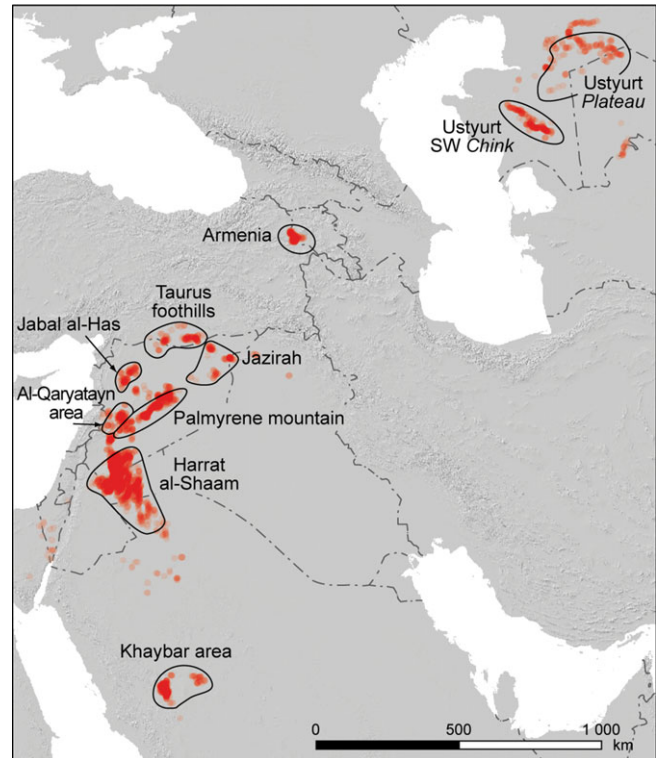 Ustyurt
Plateau
Ustyurt
SW Chink
Armenia
Taurus
foothills
Jabal al-Has
Jazirah
Al-Qaryatayn
area
Palmyrene mountain
Harrat
al-Shaam
Khaybar area
0 500 1 000
km